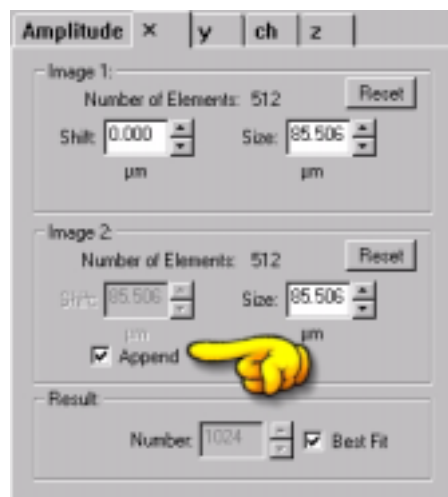 Amplitude x y ch z
Image 1:
Number of Elements: 512 Reset
Shift: 0.000 Size: 85.506
µm µm
Image 2:
Number of Elements: 512 Reset
Shift: 85.506 Size: 85.506
µm µm
Append
Result
Number: 1024 Best Fit